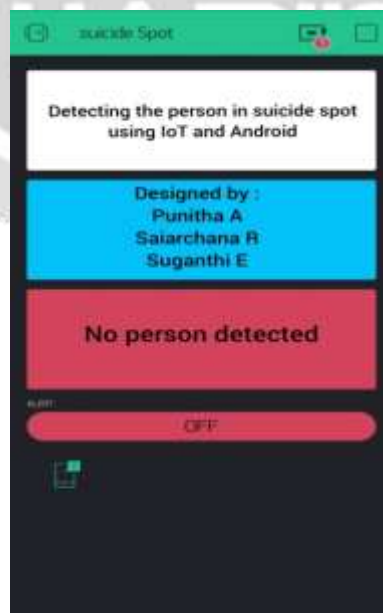 suicide Spot
Detecting the person in suicide spot
using IoT and Android
Designed by :
Punitha A
Saiarchana R
Suganthi E
No person detected
ALERT
OFF